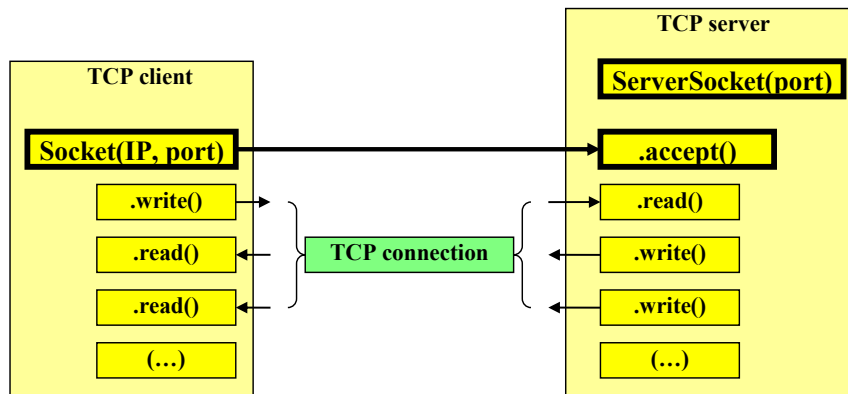 TCP client
Socket(IP, port)
.write()
.read()
.read()
(…)
TCP connection
TCP server
ServerSocket(port)
.accept()
.read()
.write()
.write()
(…)